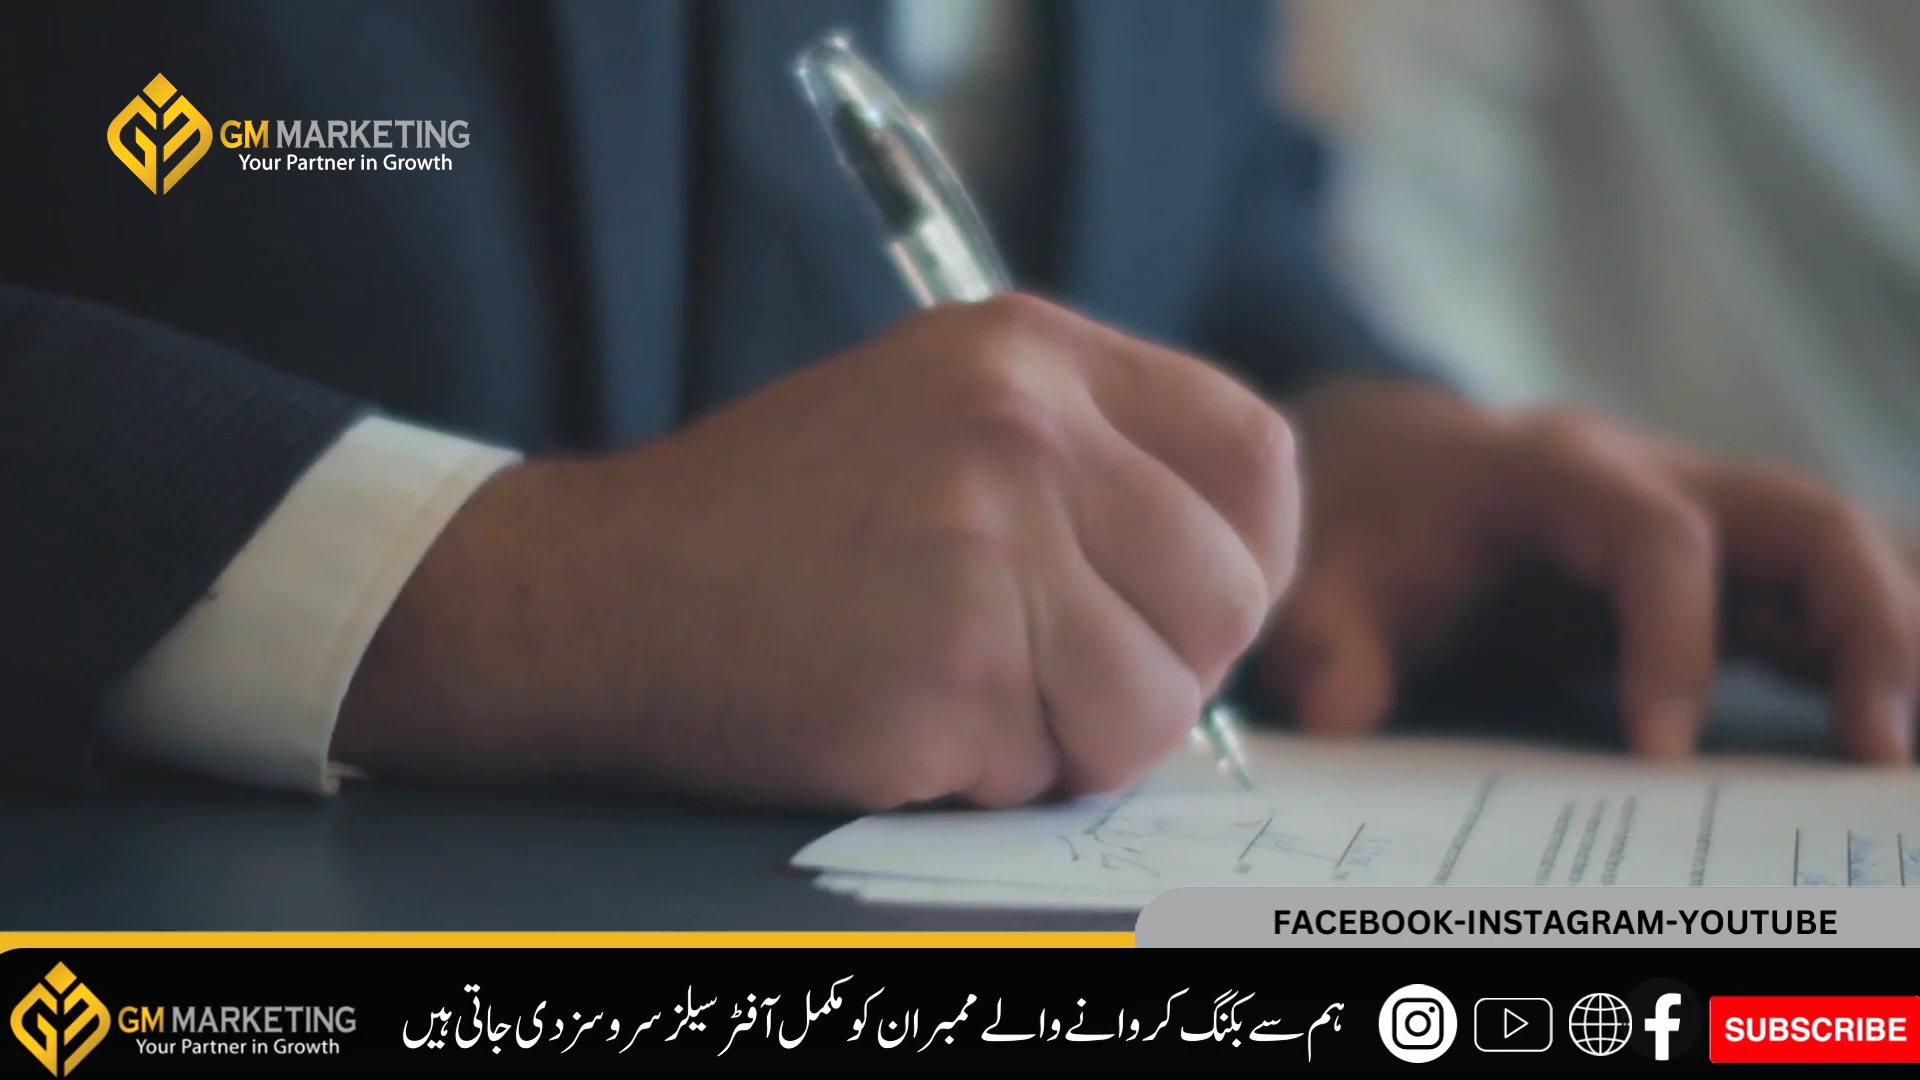 GM MARKETING
Your Partner in Growth
FACEBOOK-INSTAGRAM-YOUTUBE
GM MARKETING
Your Partner in Growth
ہم سے بکنگ کروانے والے ممبران کو مکمل آفٹر سیلز سروسز دی جاتی ہیں
SUBSCRIBE